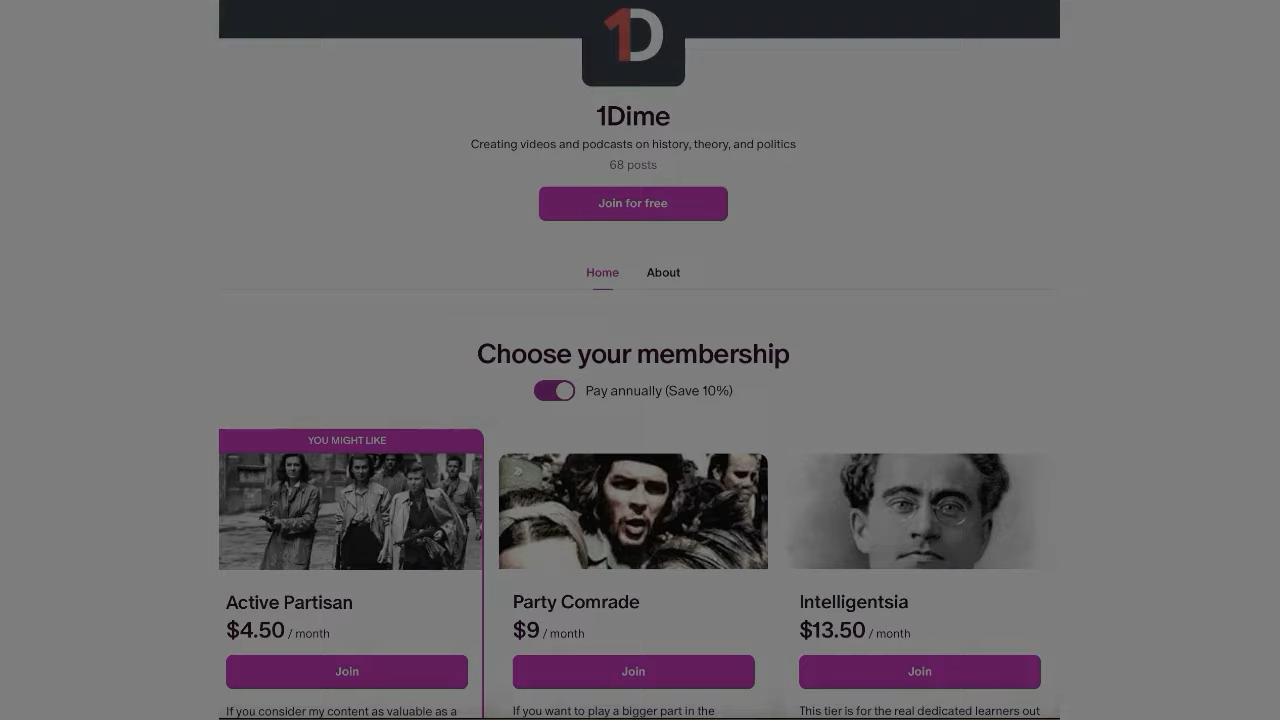 1D
1Dime
Creating videos and podcasts on history, theory, and politics
68 posts
Join for free
Home About
Choose your membership
Pay annually (Save 10%)
YOU MIGHT LIKE
Active Partisan
$4.50 / month
Join
If you consider my content as valuable as a
Party Comrade
$9 / month
Join
If you want to play a bigger part in the
Intelligentsia
$13.50 / month
Join
This tier is for the real dedicated learners out